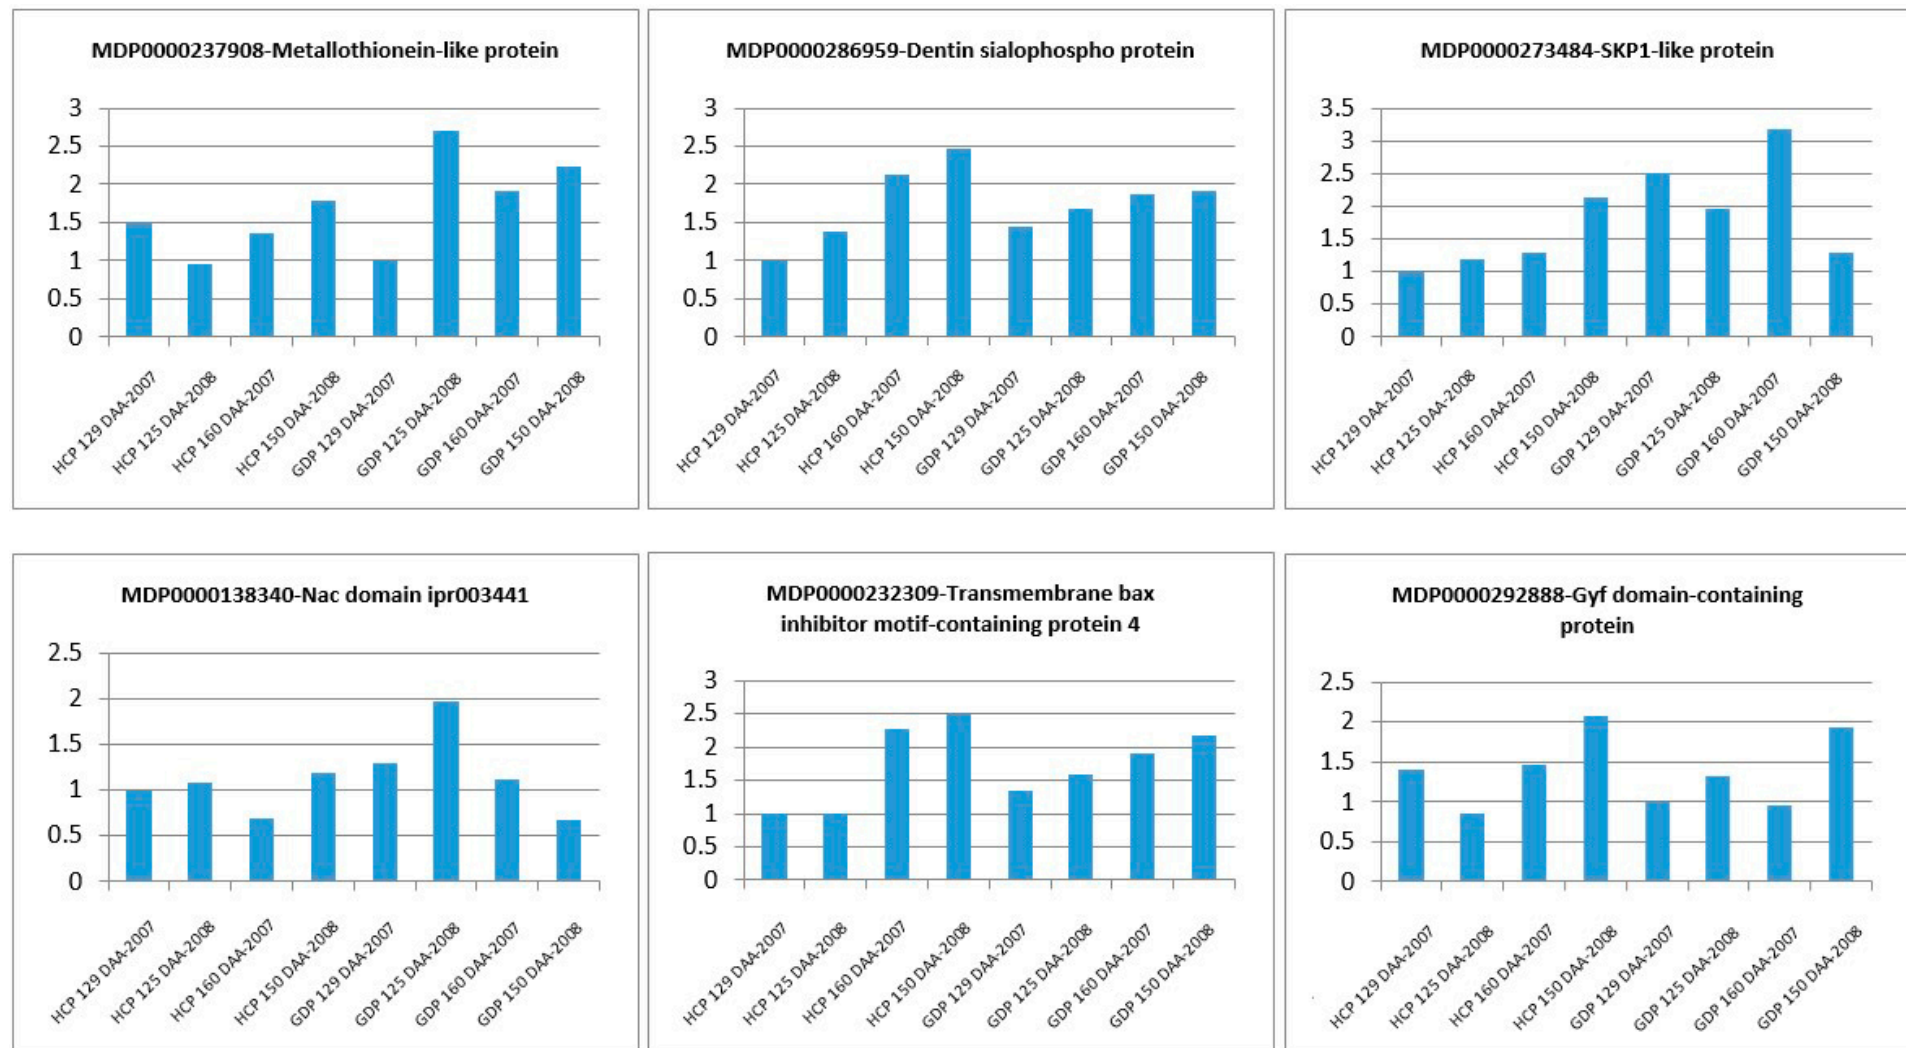 MDP0000237908-Metallothionein-like protein
3
2.5
2
1.5
1
0.5
0
HCP 129 DAA-2007
HCP 125 DAA-2008
HCP 160 DAA-2007
HCP 150 DAA-2008
GDP 129 DAA-2007
GDP 125 DAA-2008
GDP 160 DAA-2007
GDP 150 DAA-2008
MDP0000286959-Dentin sialophospho protein
3
2.5
2
1.5
1
0.5
0
HCP 129 DAA-2007
HCP 125 DAA-2008
HCP 160 DAA-2007
HCP 150 DAA-2008
GDP 129 DAA-2007
GDP 125 DAA-2008
GDP 160 DAA-2007
GDP 150 DAA-2008
MDP0000273484-SKP1-like protein
3.5
3
2.5
2
1.5
1
0.5
0
HCP 129 DAA-2007
HCP 125 DAA-2008
HCP 160 DAA-2007
HCP 150 DAA-2008
GDP 129 DAA-2007
GDP 125 DAA-2008
GDP 160 DAA-2007
GDP 150 DAA-2008
MDP0000138340-Nac domain ipr003441
2.5
2
1.5
1
0.5
0
HCP 129 DAA-2007
HCP 125 DAA-2008
HCP 160 DAA-2007
HCP 150 DAA-2008
GDP 129 DAA-2007
GDP 125 DAA-2008
GDP 160 DAA-2007
GDP 150 DAA-2008
MDP0000232309-Transmembrane bax
inhibitor motif-containing protein 4
3
2.5
2
1.5
1
0.5
0
HCP 129 DAA-2007
HCP 125 DAA-2008
HCP 160 DAA-2007
HCP 150 DAA-2008
GDP 129 DAA-2007
GDP 125 DAA-2008
GDP 160 DAA-2007
GDP 150 DAA-2008
MDP0000292888-Gyf domain-containing
protein
2.5
2
1.5
1
0.5
0
HCP 129 DAA-2007
HCP 125 DAA-2008
HCP 160 DAA-2007
HCP 150 DAA-2008
GDP 129 DAA-2007
GDP 125 DAA-2008
GDP 160 DAA-2007
GDP 150 DAA-2008